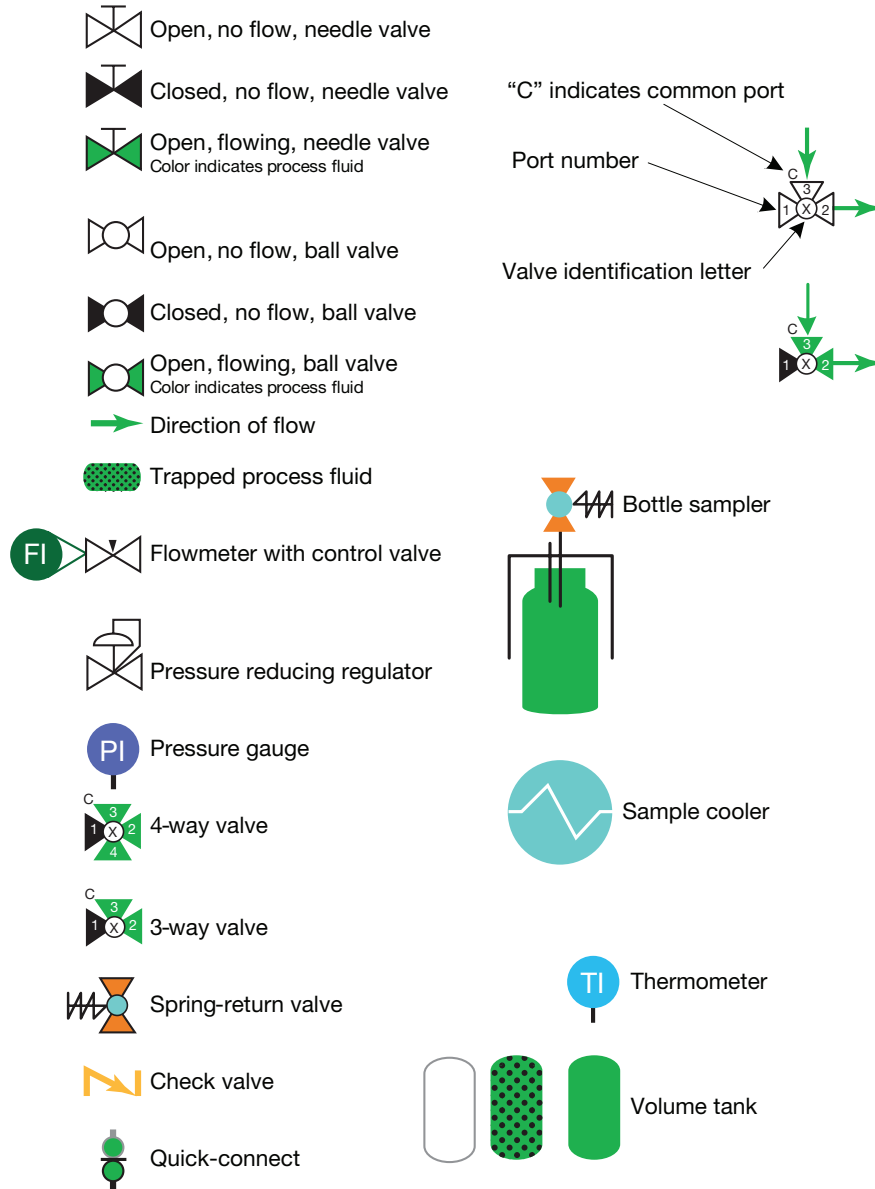 Open, no flow, needle valve
Closed, no flow, needle valve
Open, flowing, needle valve
Color indicates process fluid
Open, no flow, ball valve
Closed, no flow, ball valve
Open, flowing, ball valve
Color indicates process fluid
Direction of flow
Trapped process fluid
FI
Flowmeter with control valve
Pressure reducing regulator
PI
Pressure gauge
C
3
1 X 2
4
4-way valve
C
3
1 X 2
3-way valve
Spring-return valve
Check valve
Quick-connect
“C” indicates common port
Port number
C
3
1 X 2
Valve identification letter
C
3
1 X 2
Bottle sampler
Sample cooler
TI
Thermometer
Volume tank